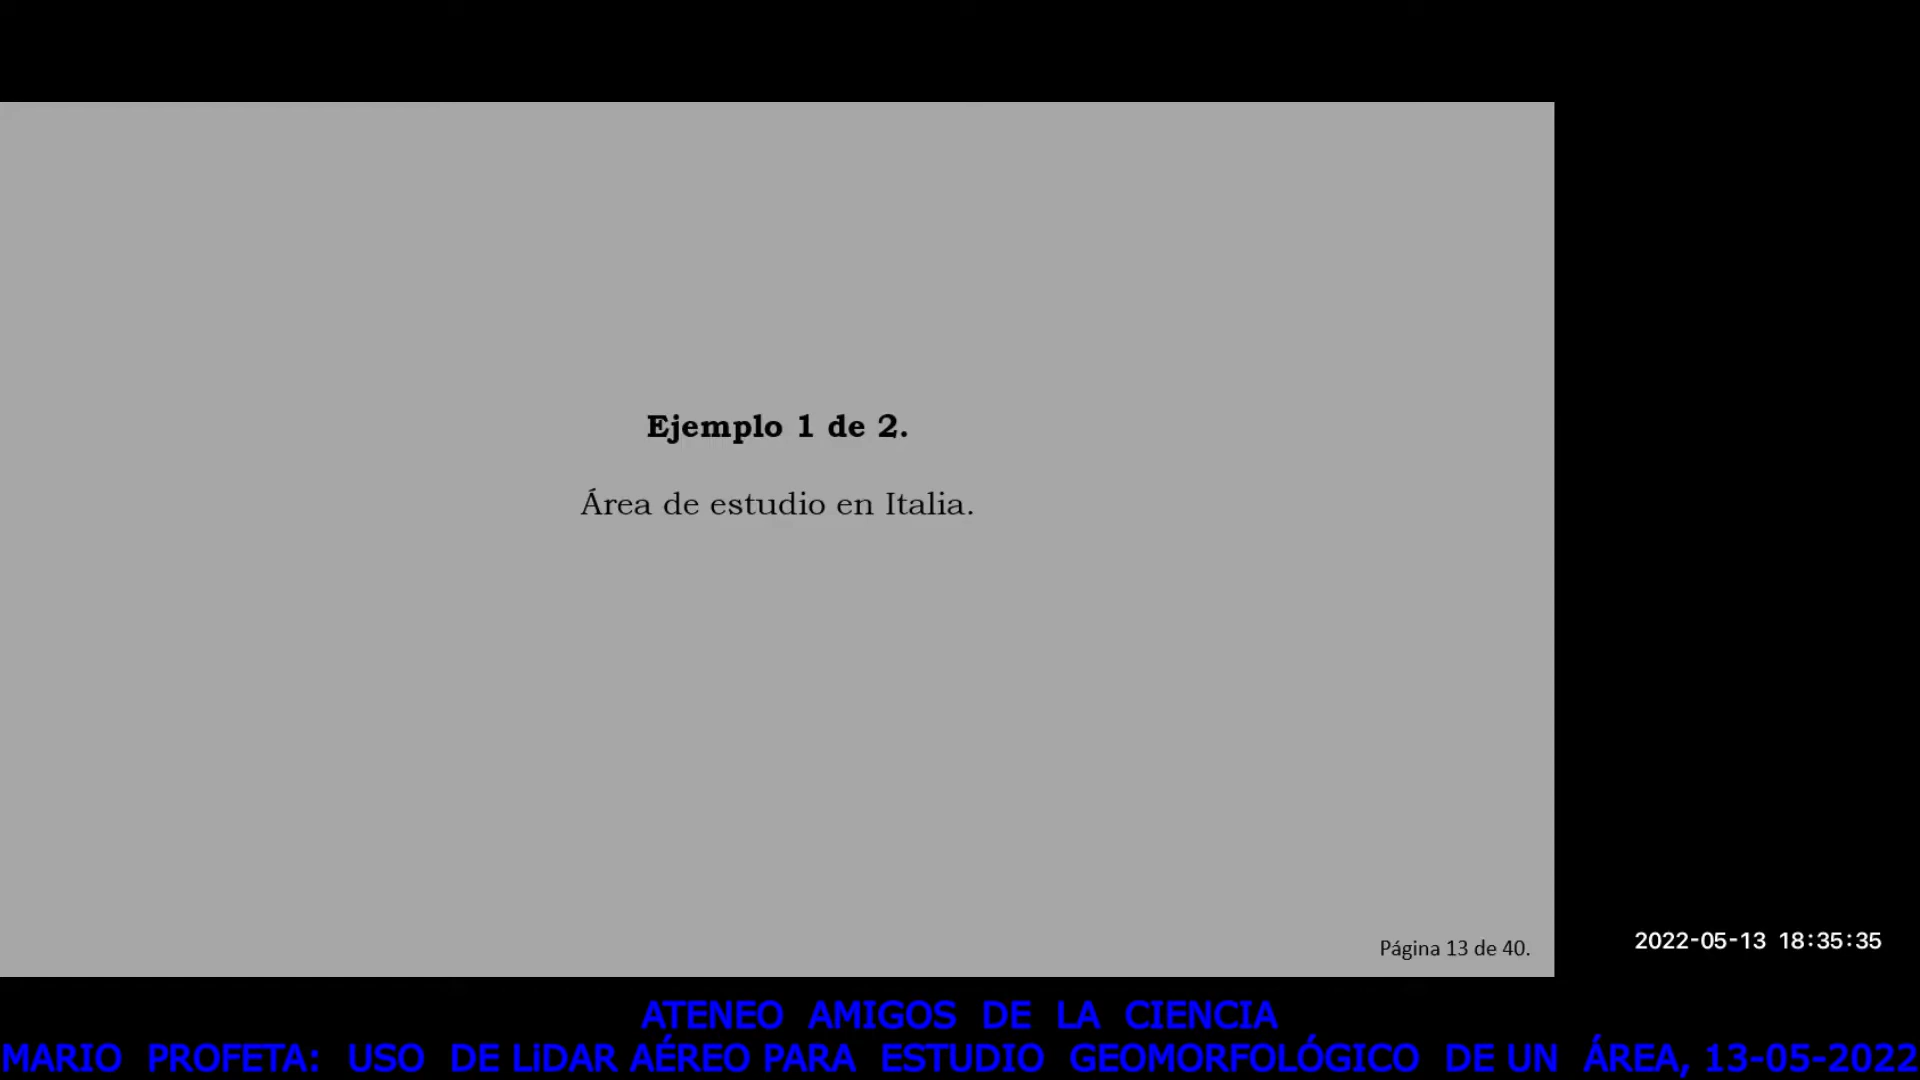 Ejemplo 1 de 2.
Área de estudio en Italia.
Página 13 de 40.
2022-05-13 18:35:35
ATENEO AMIGOS DE LA CIENCIA
MARIO PROFETA: USO DE LiDAR AÉREO PARA ESTUDIO GEOMORFOLÓGICO DE UN ÁREA, 13-05-2022